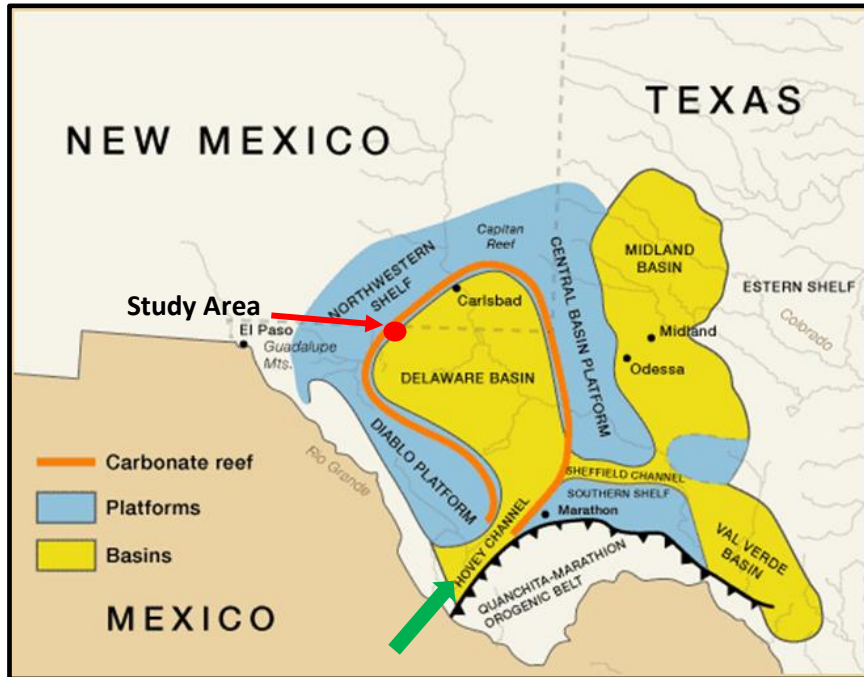 TEXAS
NEW MEXICO
Capitan
Reef
NORTHWESTERN
SHELF
CENTRAL BASIN PLATFORM
MIDLAND
BASIN
ESTERN SHELF
Colorado
Study Area
Carlsbad
El Paso
Guadalupe
Mts.
Midland
Odessa
DELAWARE BASIN
DIABLO PLATFORM
Rio Grande
Carbonate reef
Platforms
Basins
SHEFFIELD CHANNEL
SOUTHERN SHELF
Marathon
HOVEY CHANNEL
VAL VERDE
BASIN
QUANCHITA-MARATHION
OROGENIC BELT
MEXICO